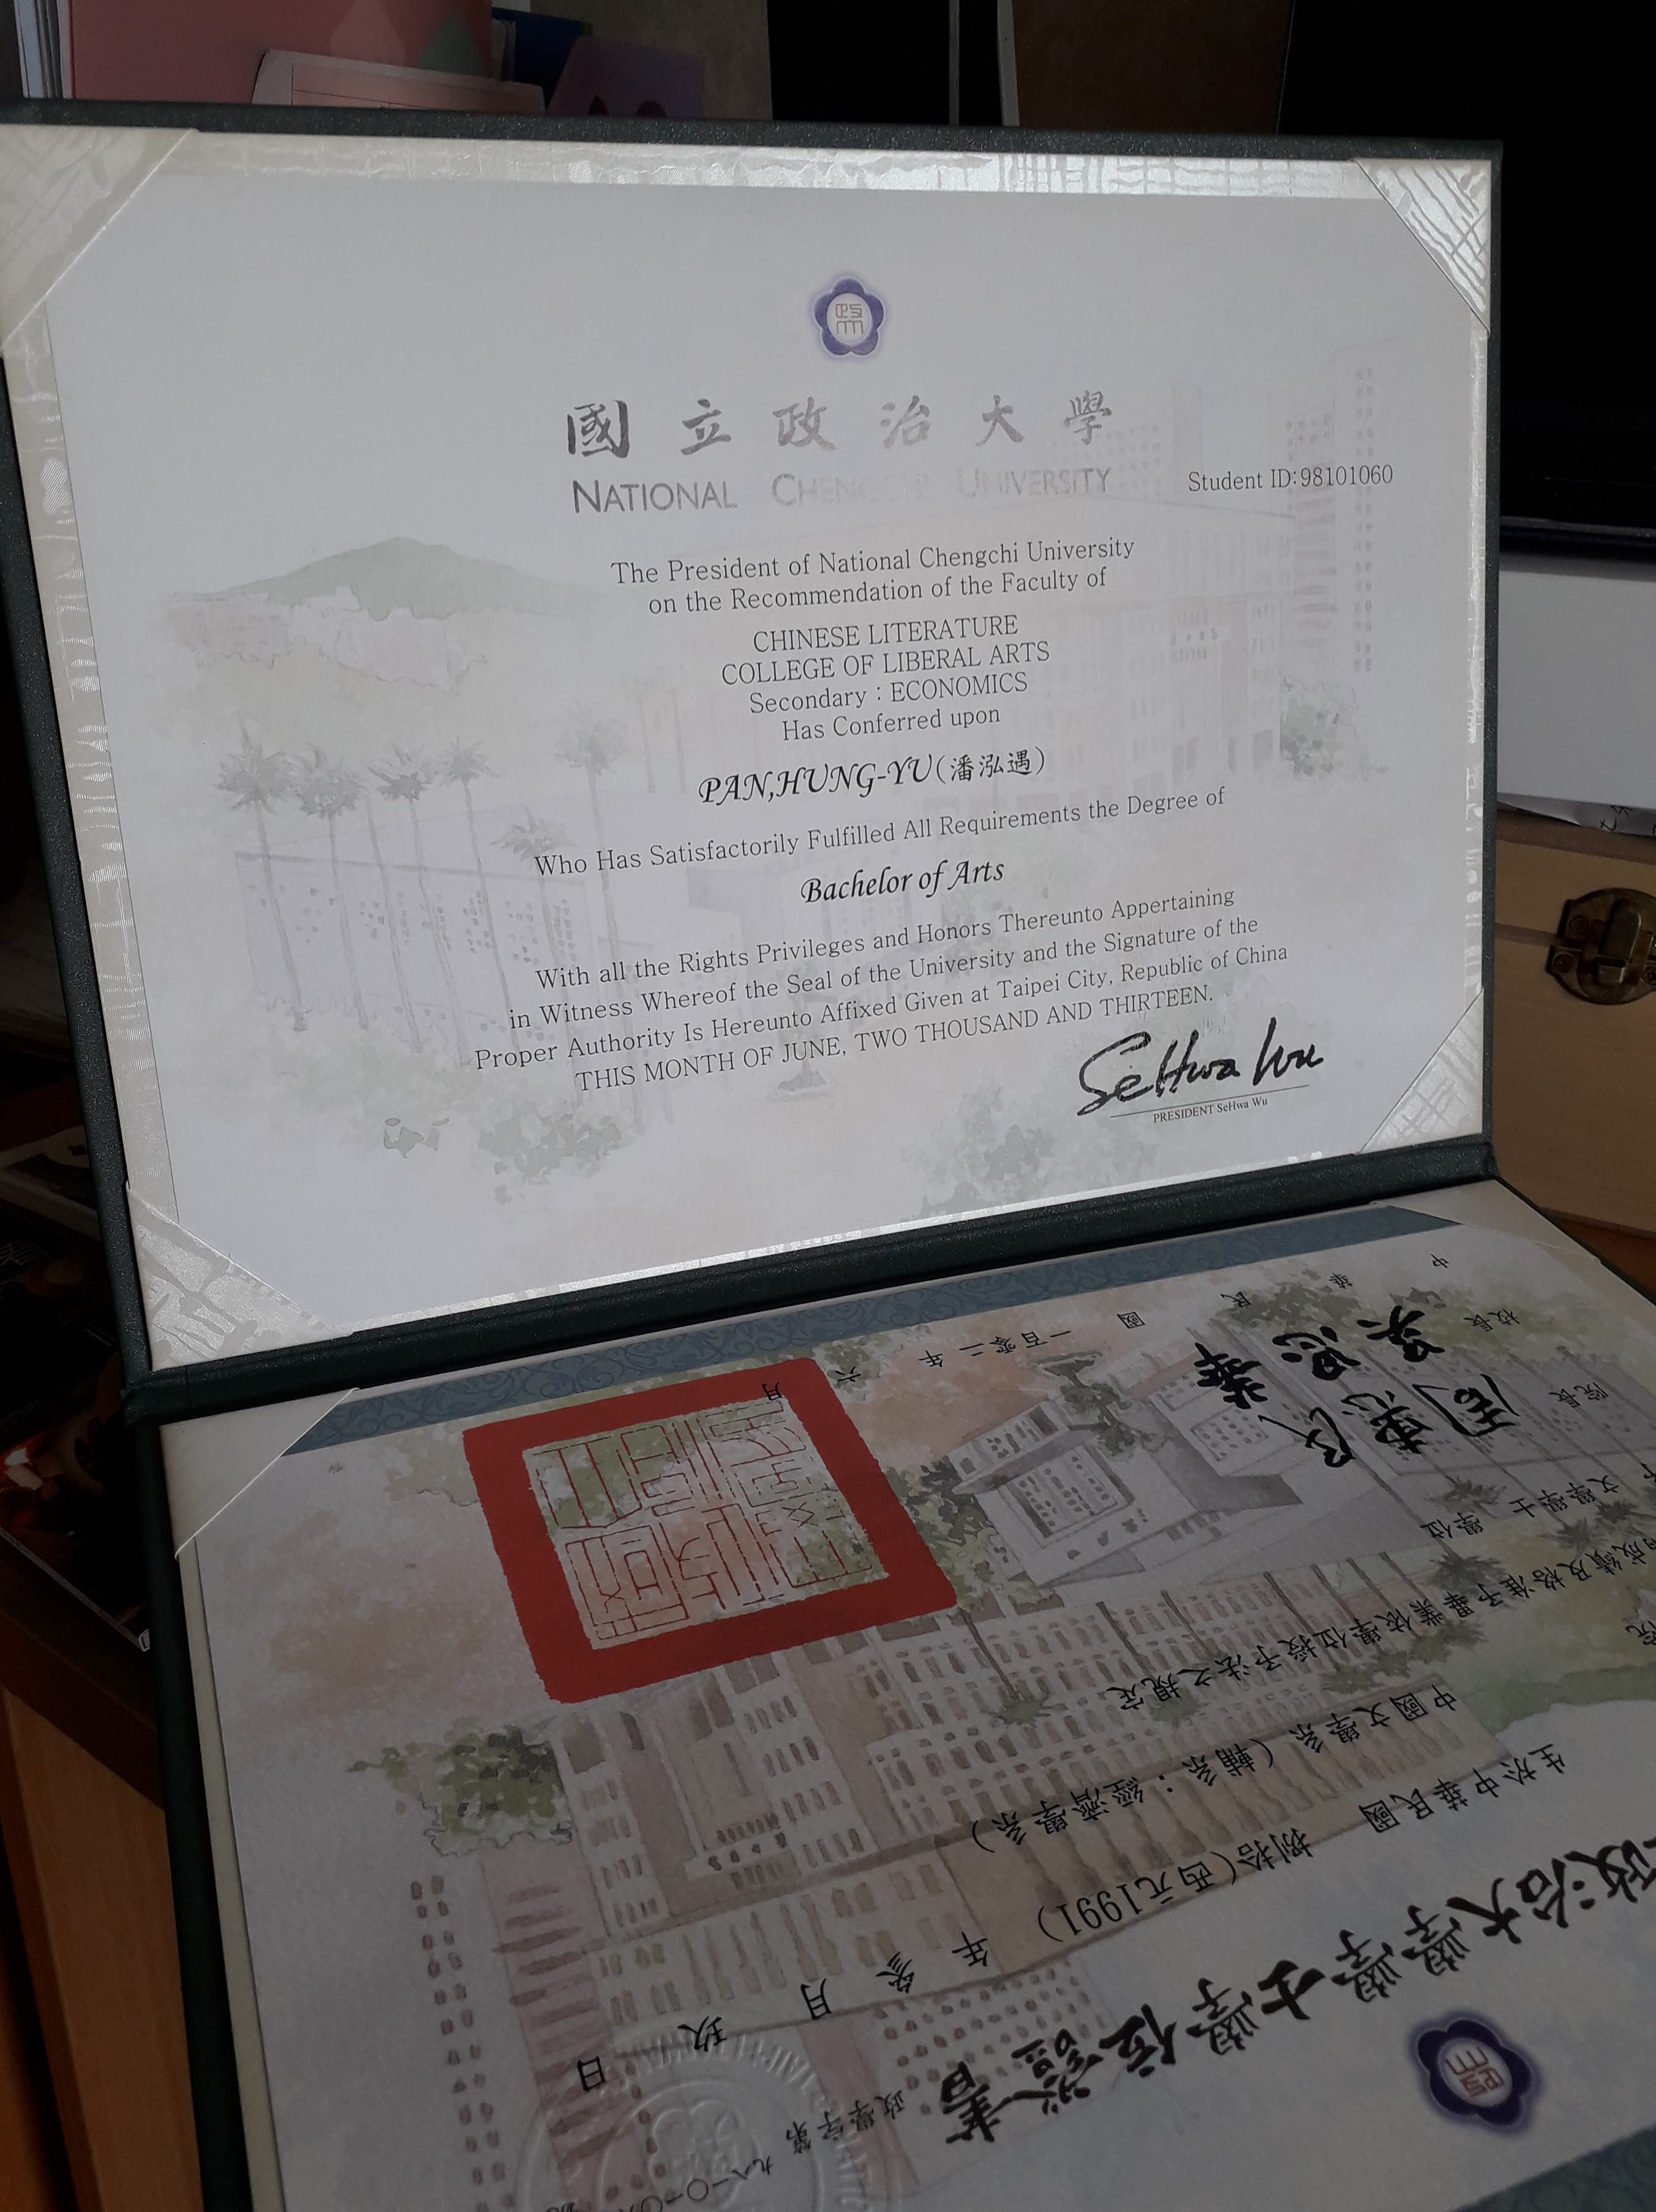 國立政治大學
NATIONAL CHENGCHI UNIVERSITY
Student ID:98101060
The President of National Chengchi University
on the Recommendation of the Faculty of
CHINESE LITERATURE
COLLEGE OF LIBERAL ARTS
Secondary : ECONOMICS
Has Conferred upon
PAN,HUNG-YU(潘泓遇)
Who Has Satisfactorily Fulfilled All Requirements the Degree of
Bachelor of Arts
With all the Rights Privileges and Honors Thereunto Appertaining
in Witness Whereof the Seal of the University and the Signature of the
Proper Authority Is Hereunto Affixed Given at Taipei City, Republic of China
THIS MONTH OF JUNE, TWO THOUSAND AND THIRTEEN.
SeHwa Wu
PRESIDENT SeHwa Wu
政治大學學士學位證書
政學字第
生於中華民國 捌拾(西元1991)年參月玖日
中國文學系(輔系:經濟學系)
成績及格准予畢業依學位授予法之規定
文學學士 學位
院長 周惠民
校長 吳思華
中華民國一百零二年六月